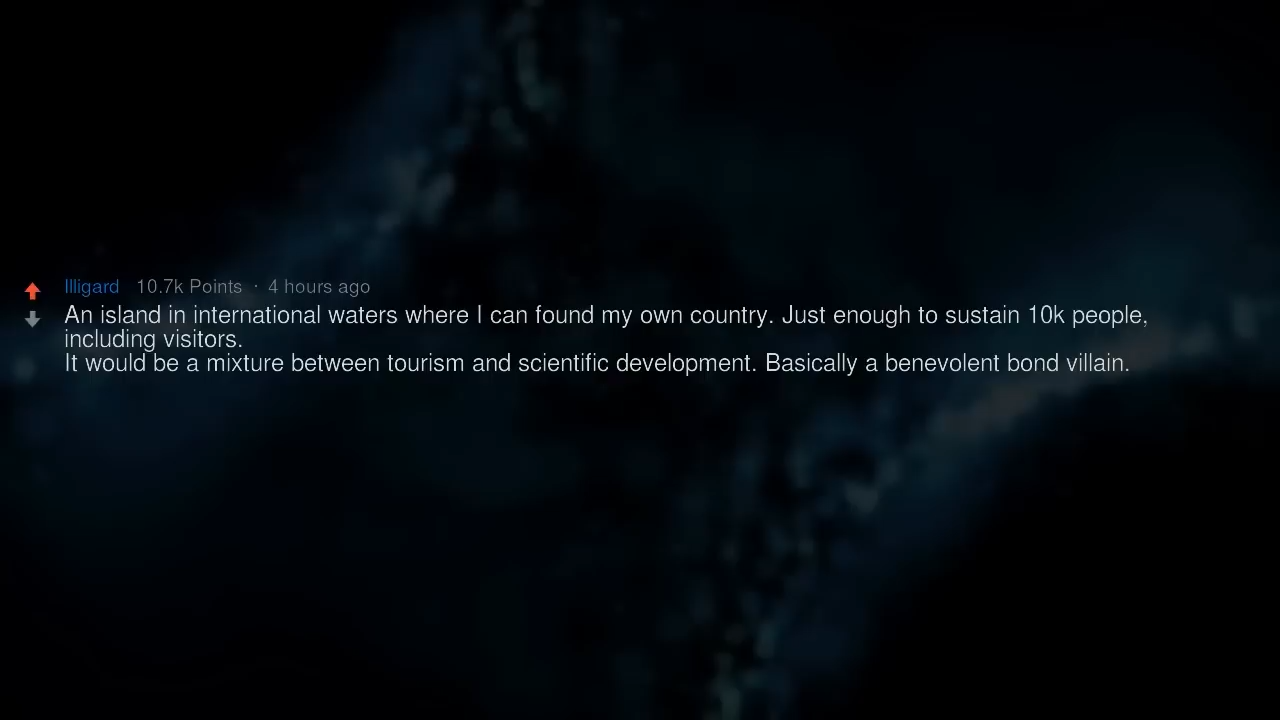 Illigard 10.7k Points · 4 hours ago
An island in international waters where I can found my own country. Just enough to sustain 10k people,
including visitors.
It would be a mixture between tourism and scientific development. Basically a benevolent bond villain.